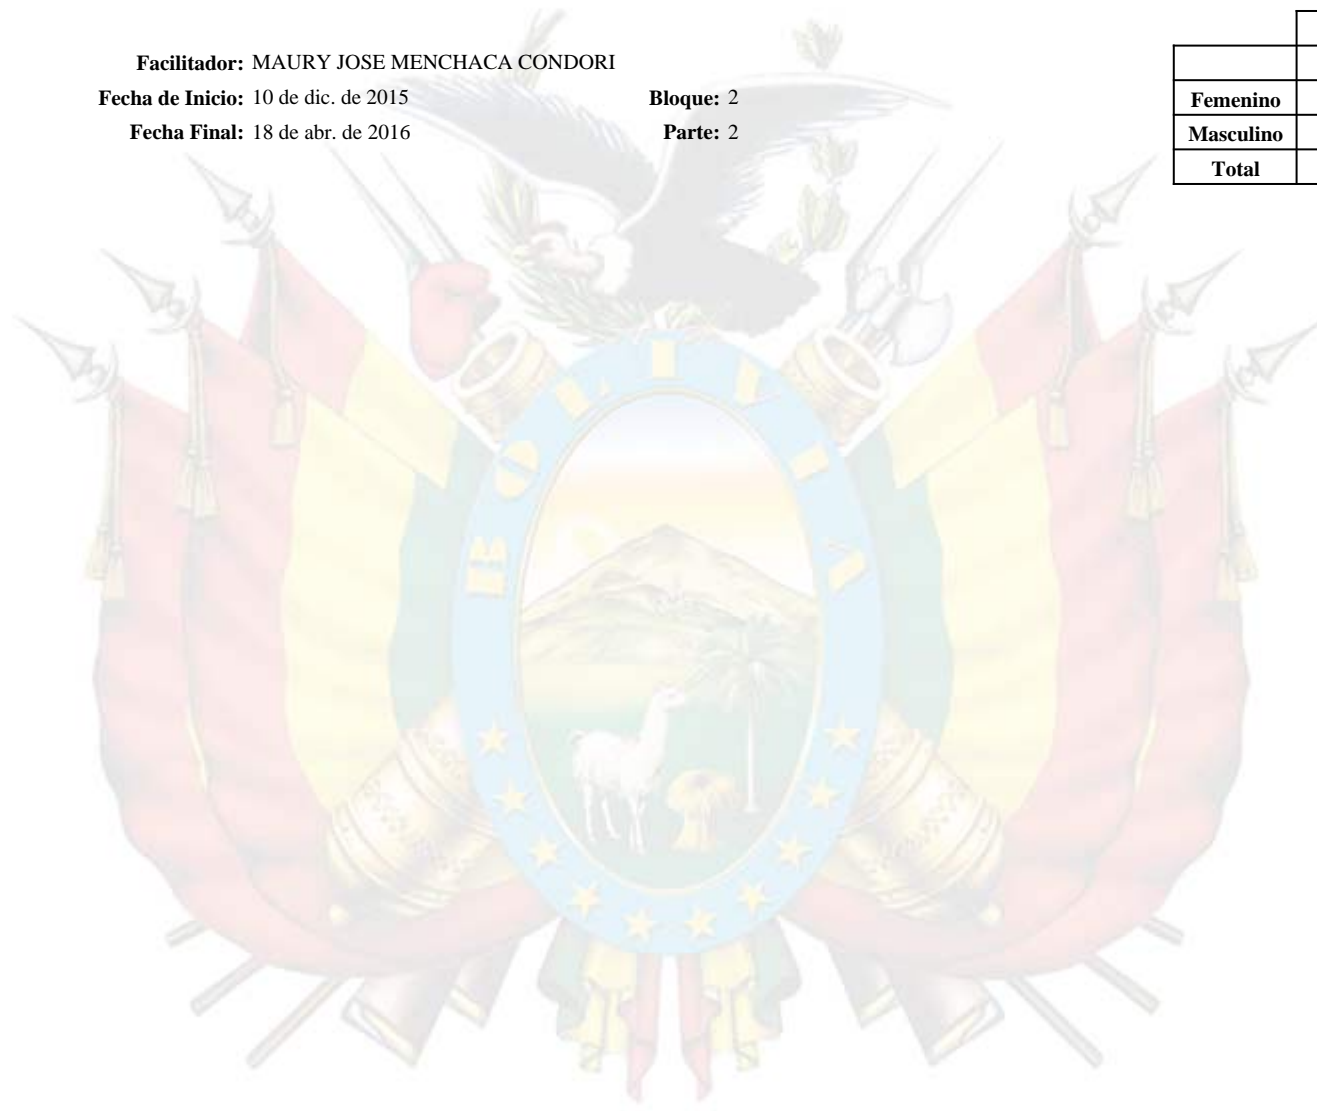 Facilitador: MAURY JOSE MENCHACA CONDORI
Fecha de Inicio: 10 de dic. de 2015 Bloque: 2
Fecha Final: 18 de abr. de 2016 Parte: 2
Femenino
Masculino
Total
BOLIVIA